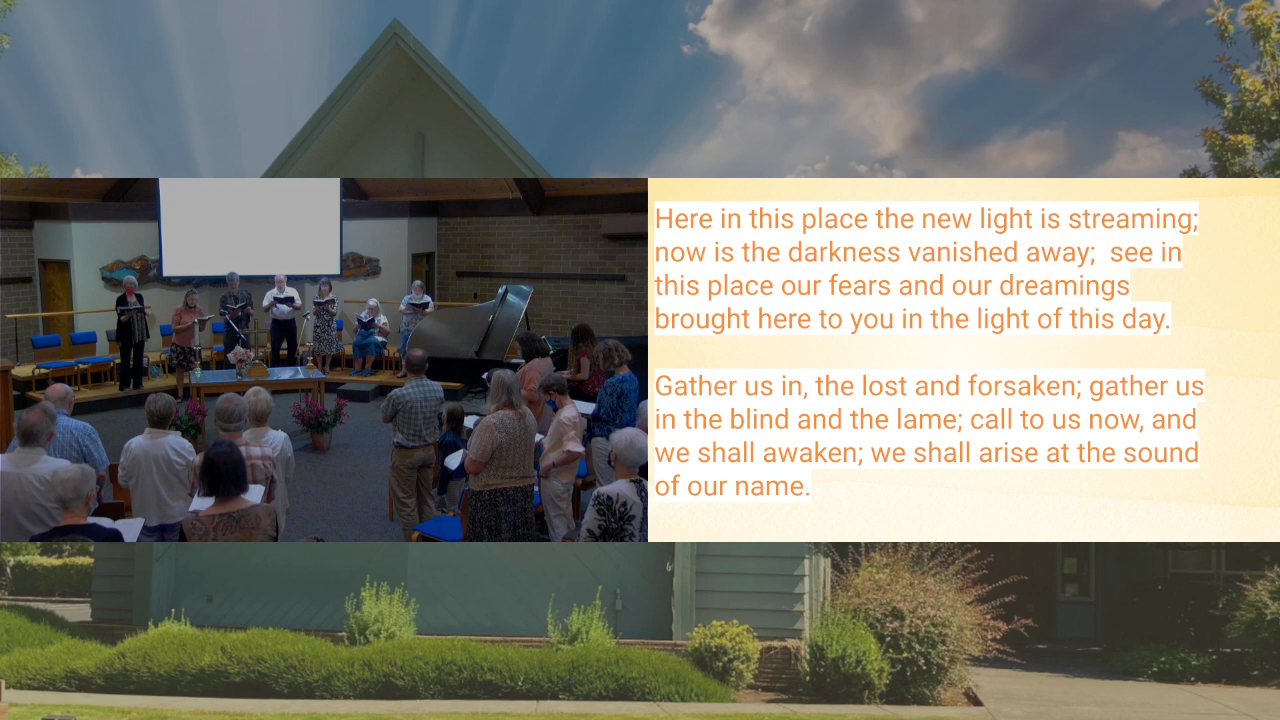 Here in this place the new light is streaming;
now is the darkness vanished away;  see in
this place our fears and our dreamings
brought here to you in the light of this day.
Gather us in, the lost and forsaken; gather us
in the blind and the lame; call to us now, and
we shall awaken; we shall arise at the sound
of our name.